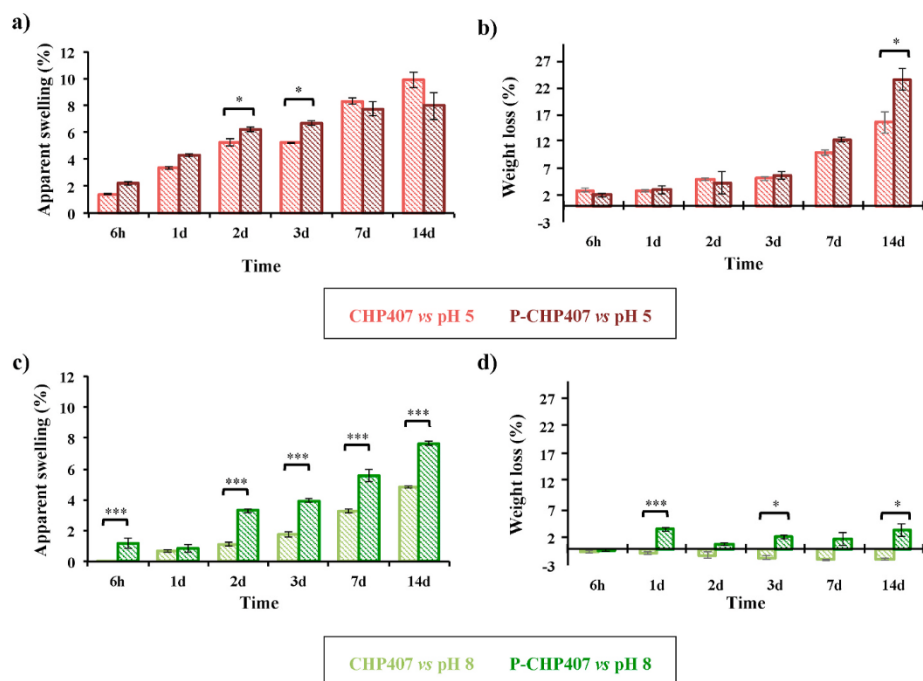 a)
Apparent swelling (%)
12
10
8
6
4
2
0
* *
6h 1d 2d 3d 7d 14d
Time
b)
Weight loss (%)
27
22
17
12
7
2
-3
*
6h 1d 2d 3d 7d 14d
Time
CHP407 vs pH 5 P-CHP407 vs pH 5
c)
Apparent swelling (%)
12
10
8
6
4
2
0
*** *** *** *** ***
6h 1d 2d 3d 7d 14d
Time
d)
Weight loss (%)
27
22
17
12
7
2
-3
*** * *
6h 1d 2d 3d 7d 14d
Time
CHP407 vs pH 8 P-CHP407 vs pH 8